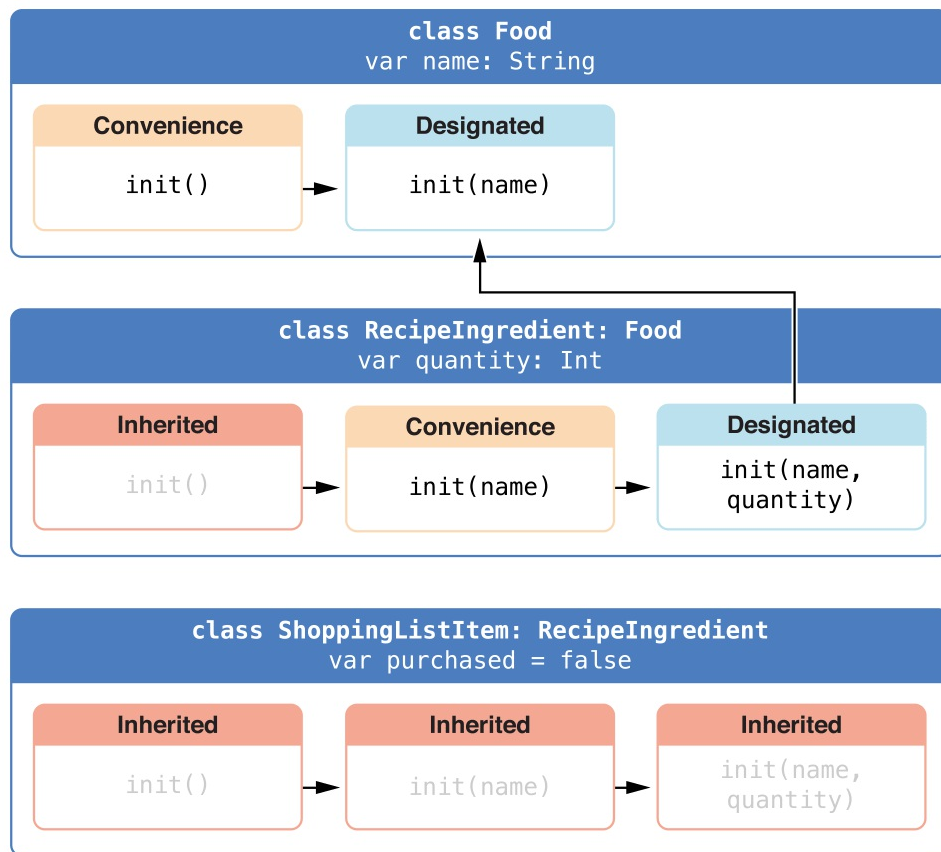 class Food
var name: String
Convenience
Designated
init()
init(name)
class RecipeIngredient: Food
var quantity: Int
Inherited
Convenience
Designated
init()
init(name)
init(name,
quantity)
class ShoppingListItem: RecipeIngredient
var purchased = false
Inherited
Inherited
Inherited
init()
init(name)
init(name,
quantity)